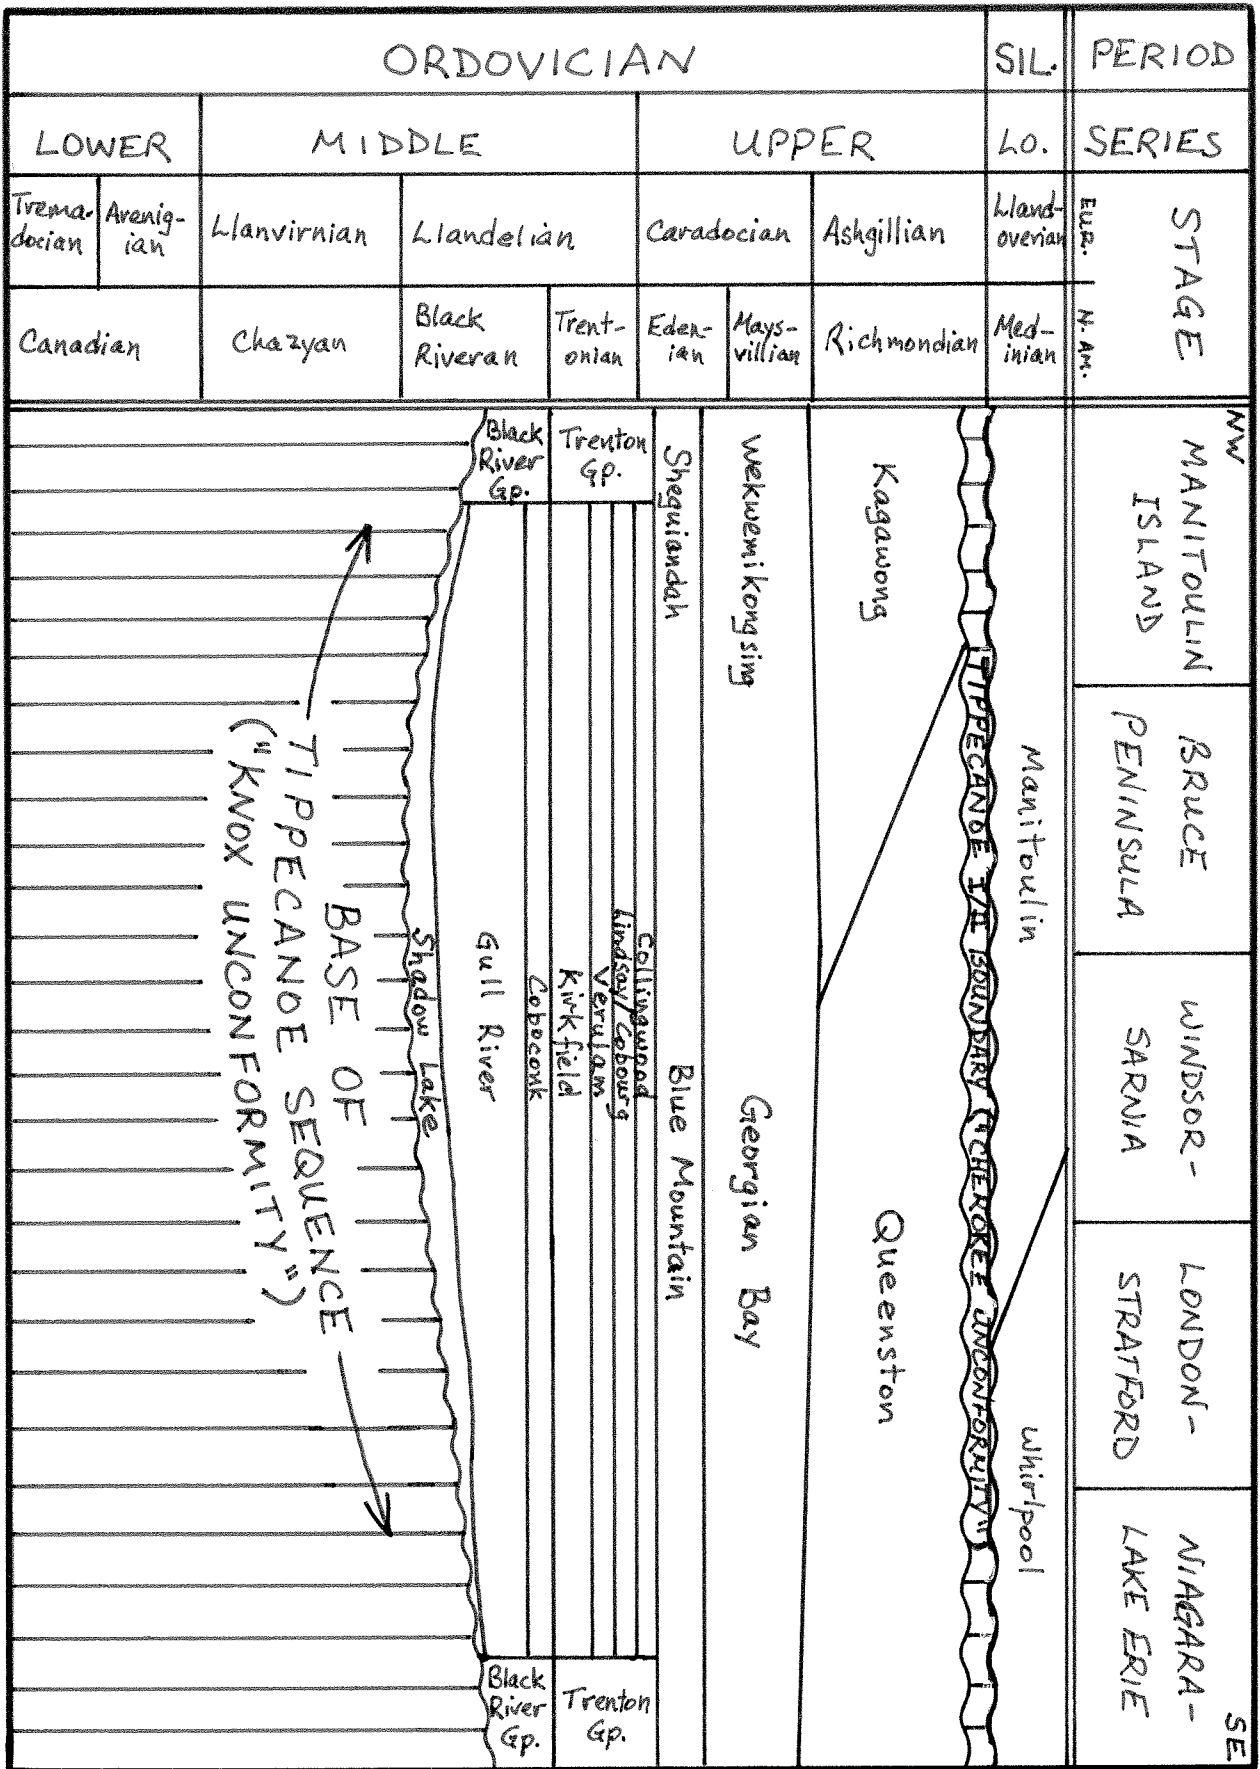 ORDOVICIAN
SIL.
PERIOD
LOWER
MIDDLE
UPPER
LO.
SERIES
Trema-
docian
Arenig-
ian
Llanvirnian
Llandelian
Caradocian
Ashgillian
Lland-
overian
EUR.
STAGE
Canadian
Chazyan
Black
Riveran
Trent-
onian
Eden-
ian
Mays-
villian
Richmondian
Med-
inian
N. AM.
NW
MANITOULIN
ISLAND
BRUCE
PENINSULA
WINDSOR-
SARNIA
LONDON-
STRATFORD
NIAGARA-
LAKE ERIE
SE
Manitoulin
Whirlpool
TIPPECANOE I/II BOUNDARY ("CHEROKEE UNCONFORMITY")
Kagawong
Queenston
Wekwemikongsing
Georgian Bay
Sheguiandah
Blue Mountain
Black
River
Gp.
Trenton
Gp.
Collingwood
Lindsay/Cobourg
Verulam
Kirkfield
Coboconk
Gull River
Shadow Lake
Black
River
Gp.
Trenton
Gp.
BASE OF
TIPPECANOE SEQUENCE
("KNOX UNCONFORMITY")